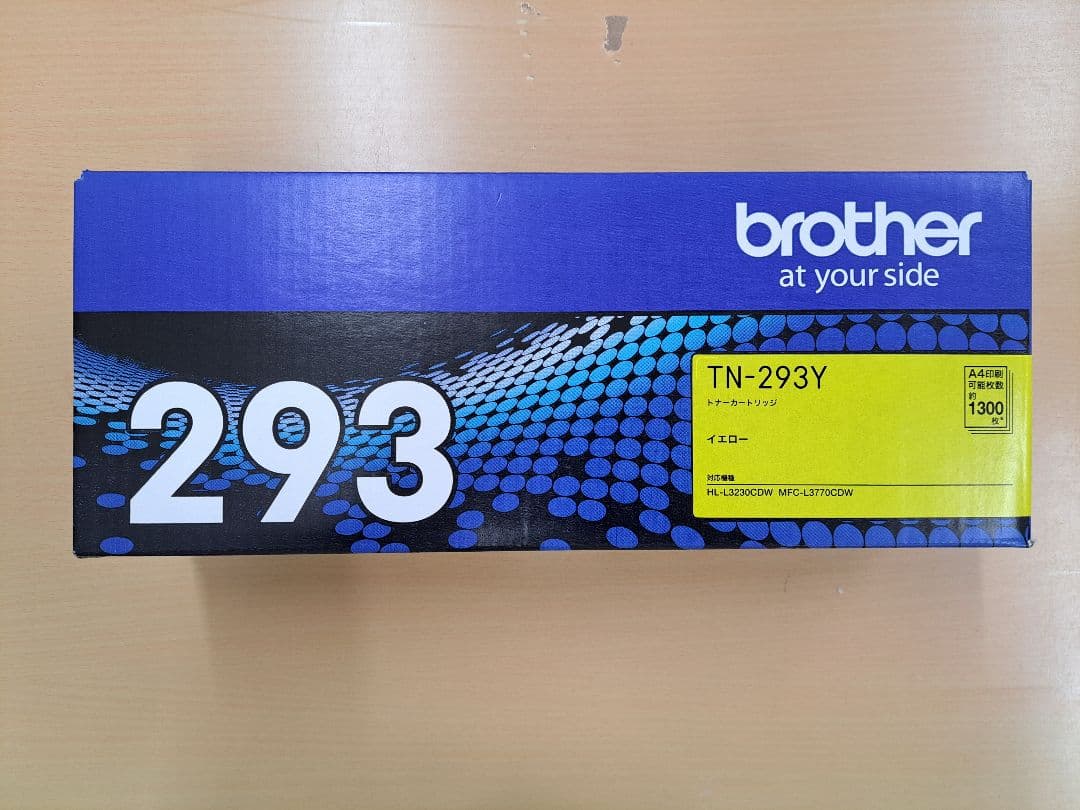 brother
at your side
293
TN-293Y
トナーカートリッジ
イエロー
対応機種
HL-L3230CDW MFC-L3770CDW
A4印刷
可能枚数
約
1300
枚*